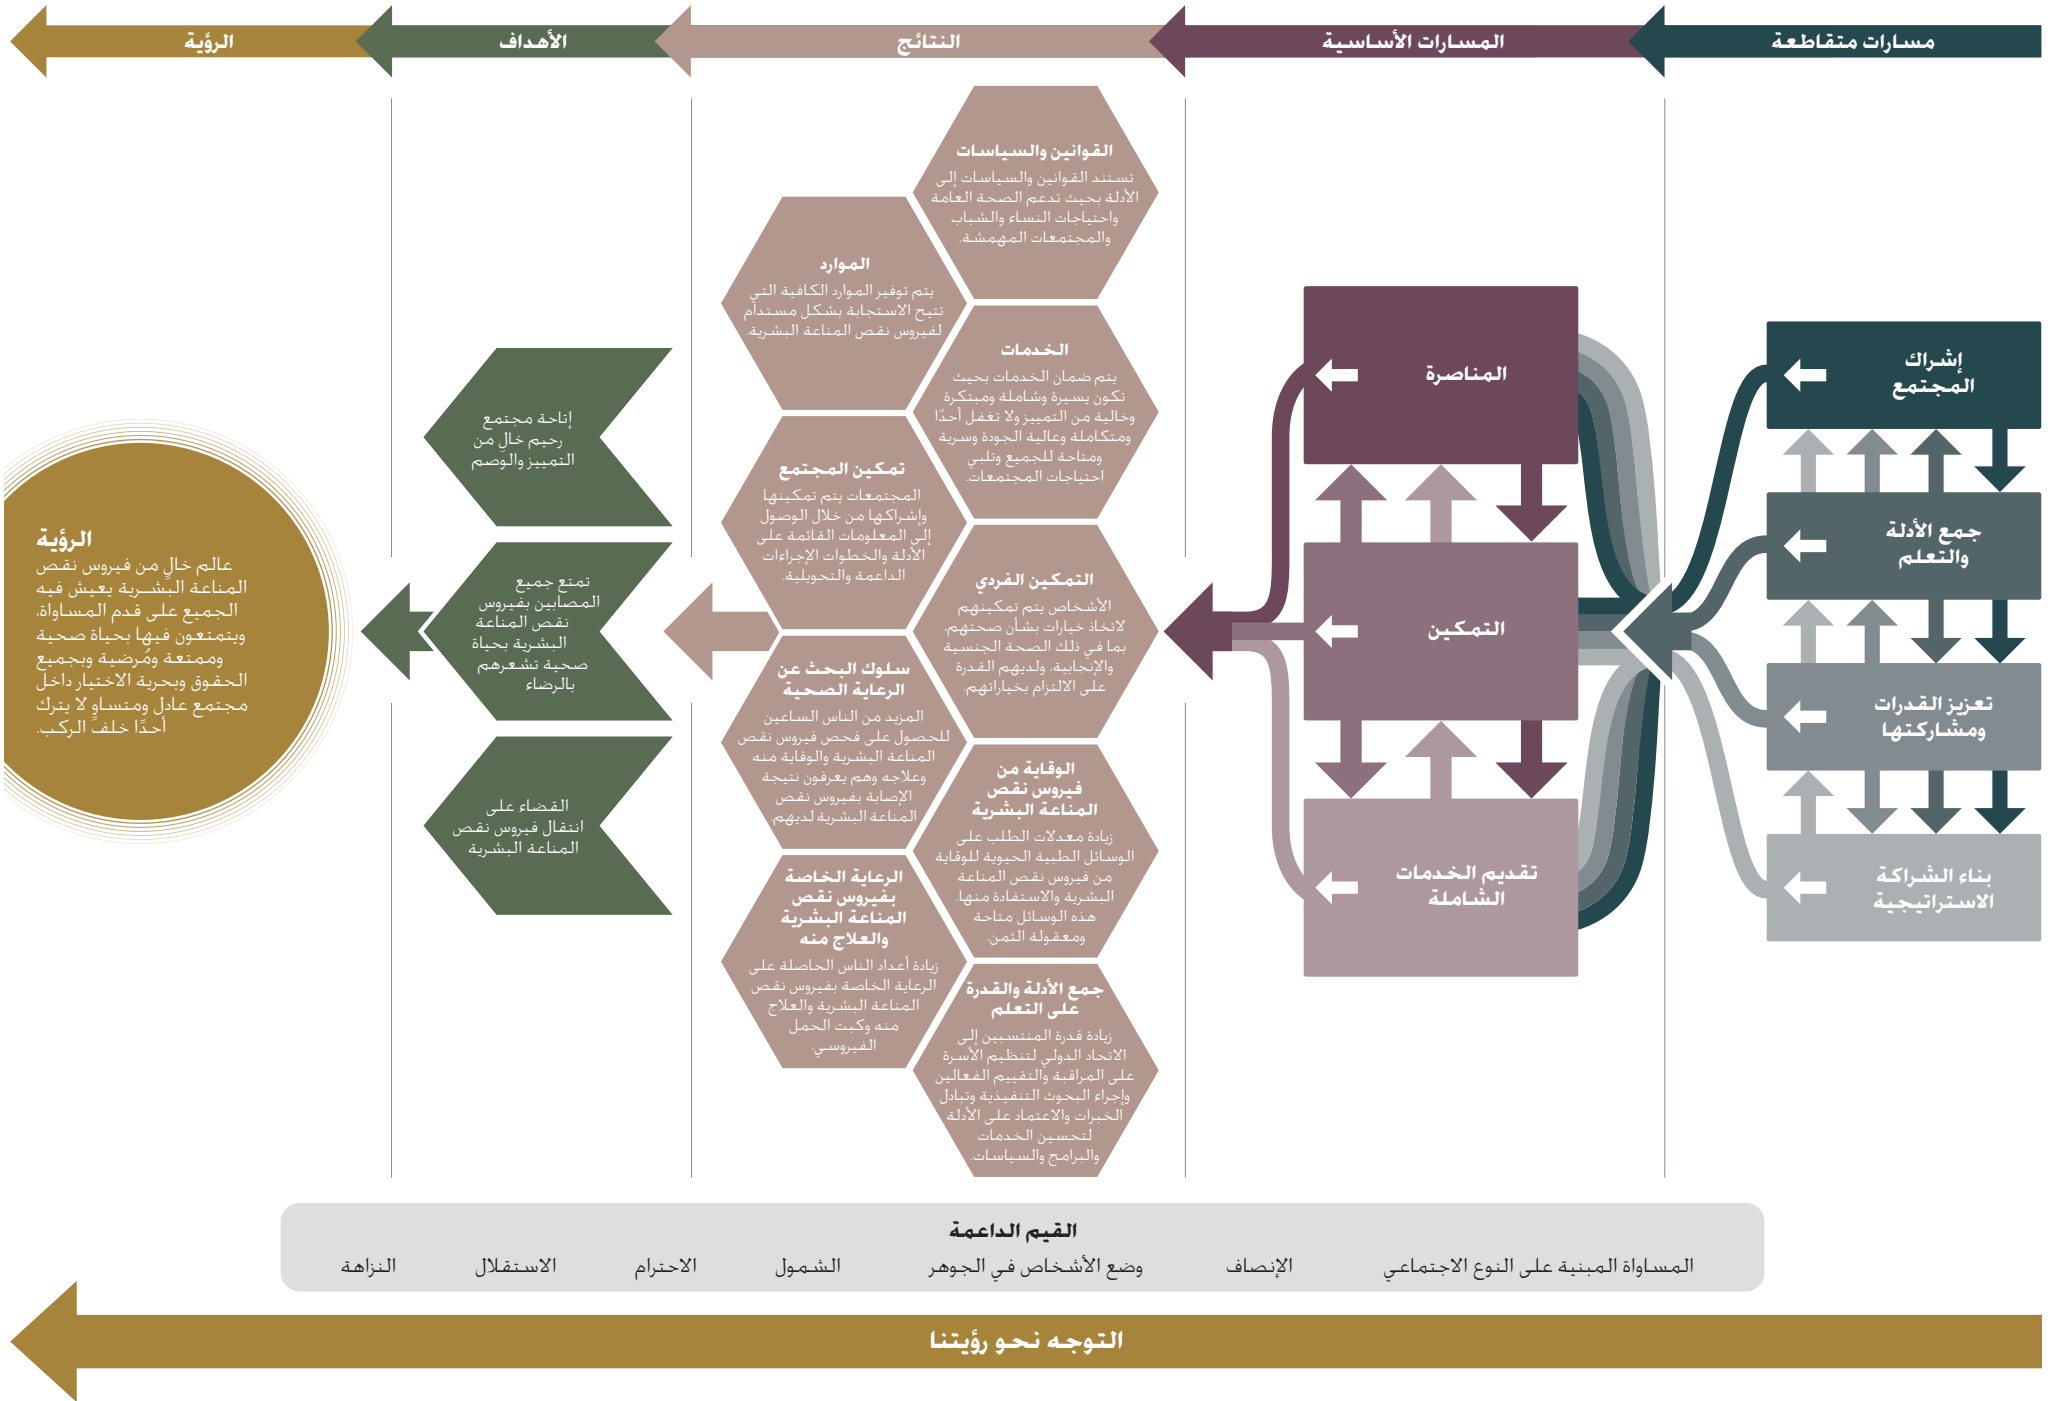 مسارات متقاطعة
المسارات الأساسية
النتائج
الأهداف
الرؤية
إشراك
المجتمع
جمع الأدلة
والتعلم
تعزيز القدرات
ومشاركتها
بناء الشراكة
الاستراتيجية
المناصرة
التمكين
تقديم الخدمات
الشاملة
القوانين والسياسات
تستند القوانين والسياسات إلى
الأدلة بحيث تدعم الصحة العامة
واحتياجات النساء والشباب
والمجتمعات المهمشة.
الخدمات
يتم ضمان الخدمات بحيث
تكون يسيرة وشاملة ومبتكرة
وخالية من التمييز ولا تغفل أحدًا
ومتكاملة وعالية الجودة وسرية
ومتاحة للجميع وتلبي
احتياجات المجتمعات.
التمكين الفردي
الأشخاص يتم تمكينهم
لاتخاذ خيارات بشأن صحتهم،
بما في ذلك الصحة الجنسية
والإنجابية، ولديهم القدرة
على الالتزام بخياراتهم.
الوقاية من
فيروس نقص
المناعة البشرية
زيادة معدلات الطلب على
الوسائل الطبية الحيوية للوقاية
من فيروس نقص المناعة
البشرية والاستفادة منها.
هذه الوسائل متاحة
ومعقولة الثمن.
جمع الأدلة والقدرة
على التعلم
زيادة قدرة المنتسبين إلى
الاتحاد الدولي لتنظيم الأسرة
على المراقبة والتقييم الفعالين
وإجراء البحوث التنفيذية وتبادل
الخبرات والاعتماد على الأدلة
لتحسين الخدمات
والبرامج والسياسات.
الموارد
يتم توفير الموارد الكافية التي
تتيح الاستجابة بشكل مستدام
لفيروس نقص المناعة البشرية.
تمكين المجتمع
المجتمعات يتم تمكينها
وإشراكها من خلال الوصول
إلى المعلومات القائمة على
الأدلة والخطوات الإجراءات
الداعمة والتحويلية.
سلوك البحث عن
الرعاية الصحية
المزيد من الناس الساعين
للحصول على فحص فيروس نقص
المناعة البشرية والوقاية منه
وعلاجه وهم يعرفون نتيجة
الإصابة بفيروس نقص
المناعة البشرية لديهم.
الرعاية الخاصة
بفيروس نقص
المناعة البشرية
والعلاج منه
زيادة أعداد الناس الحاصلة على
الرعاية الخاصة بفيروس نقص
المناعة البشرية والعلاج
منه وكبت الحمل
الفيروسي.
إتاحة مجتمع
رحيم خالٍ من
التمييز والوصم
تمتع جميع
المصابين بفيروس
نقص المناعة
البشرية بحياة
صحية تشعرهم
بالرضاء
القضاء على
انتقال فيروس نقص
المناعة البشرية
الرؤية
عالم خالٍ من فيروس نقص
المناعة البشرية يعيش فيه
الجميع على قدم المساواة،
ويتمتعون فيها بحياة صحية
وممتعة ومُرضية وبجميع
الحقوق وبحرية الاختيار داخل
مجتمع عادل ومتساوٍ لا يترك
أحدًا خلف الركب.
القيم الداعمة
المساواة المبنية على النوع الاجتماعي الإنصاف وضع الأشخاص في الجوهر الشمول الاحترام الاستقلال النزاهة
التوجه نحو رؤيتنا